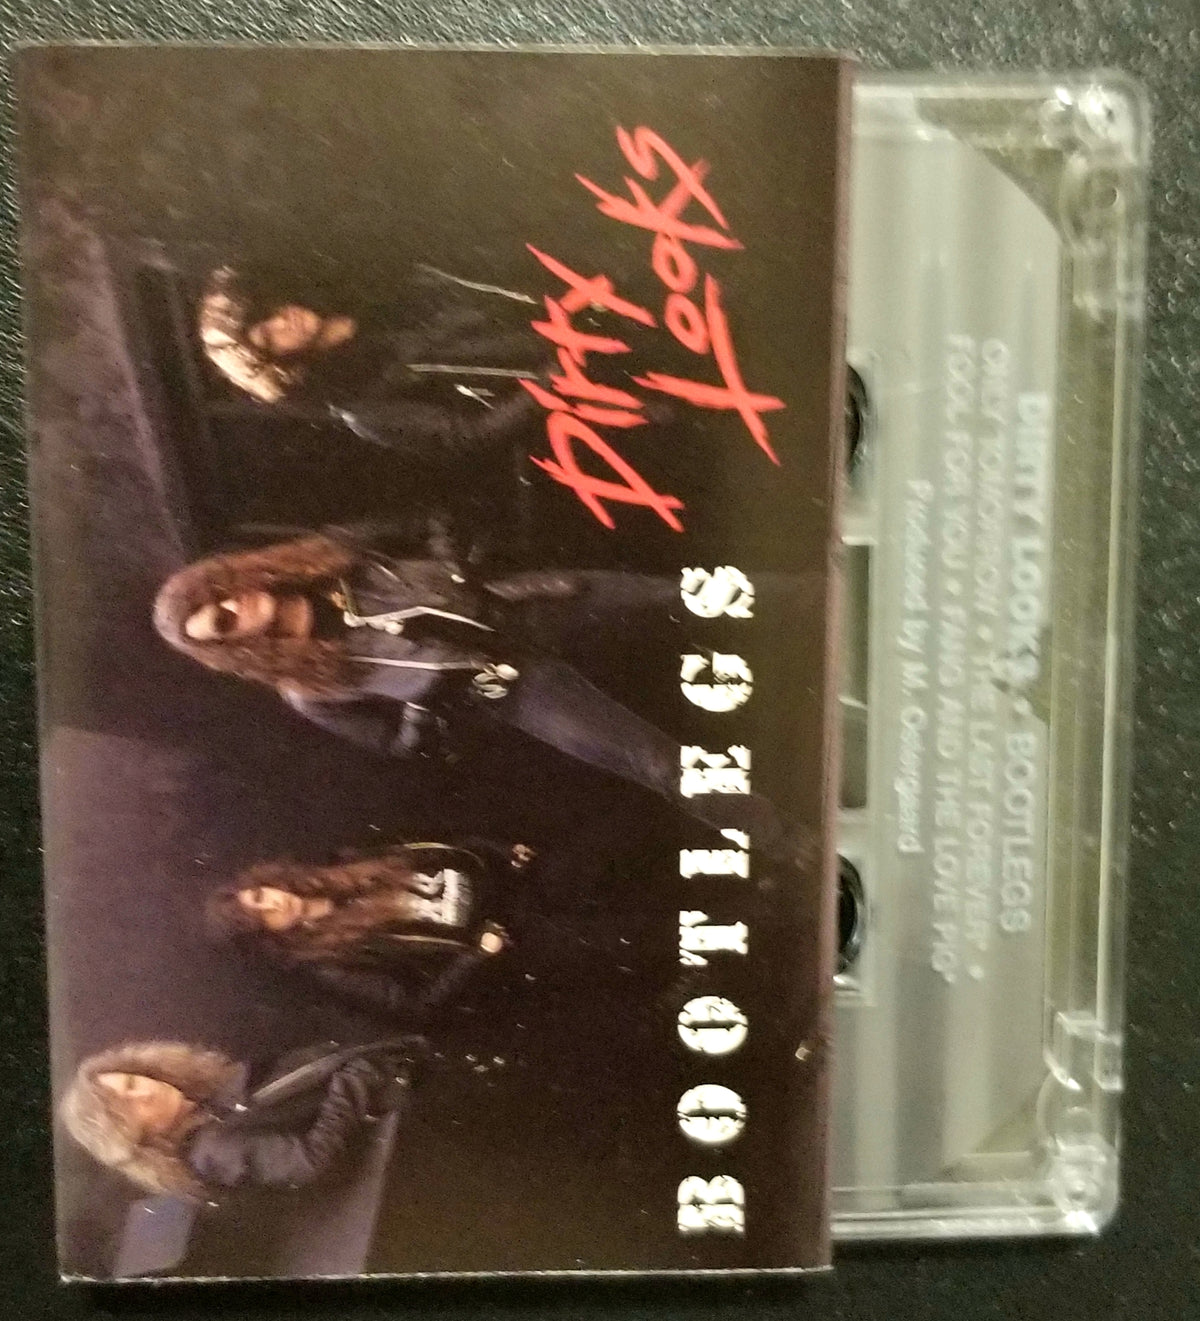 Dirty
Looks
BOOTLEGS
DIRTY LOOKS • BOOTLEGS
ONLY TOMORROW • THE LAST FOREVER •
FOOL FOR YOU • FANG AND THE LOVE PIG
Produced by Ostergaard